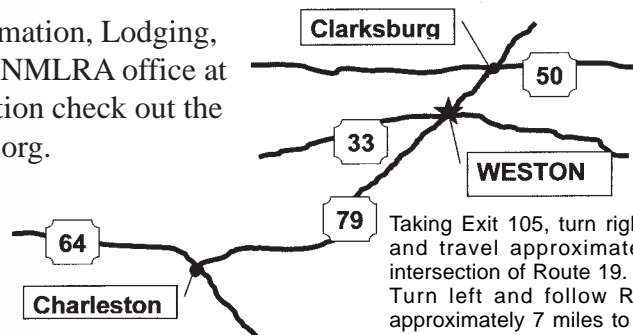 mation, Lodging,
NMLRA office at
tion check out the
org.
Clarksburg
50
33
WESTON
79
64
Charleston
Taking Exit 105, turn righ
and travel approximate
intersection of Route 19.
Turn left and follow R
approximately 7 miles to